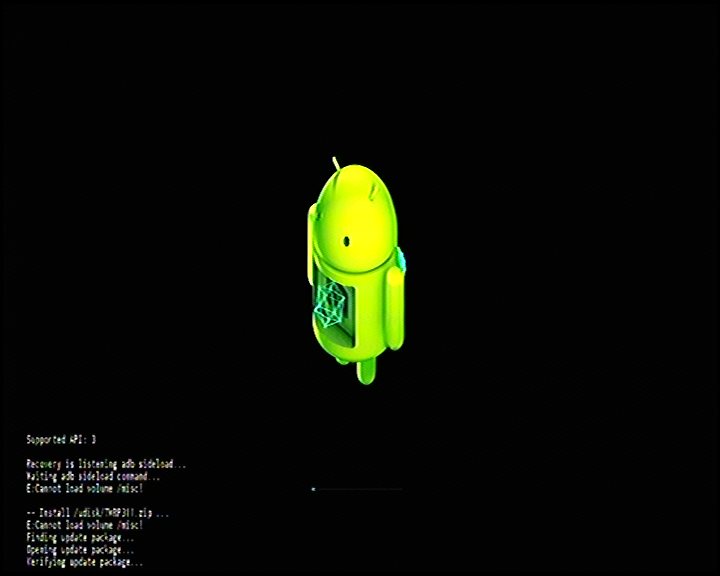 Supported API: 3
Recovery is listening adb sideload...
Waiting adb sideload command...
E:Cannot load volume /misc!
-- Install /udisk/TWRP311.zip ...
E:Cannot load volume /misc!
Finding update package...
Opening update package...
Verifying update package...